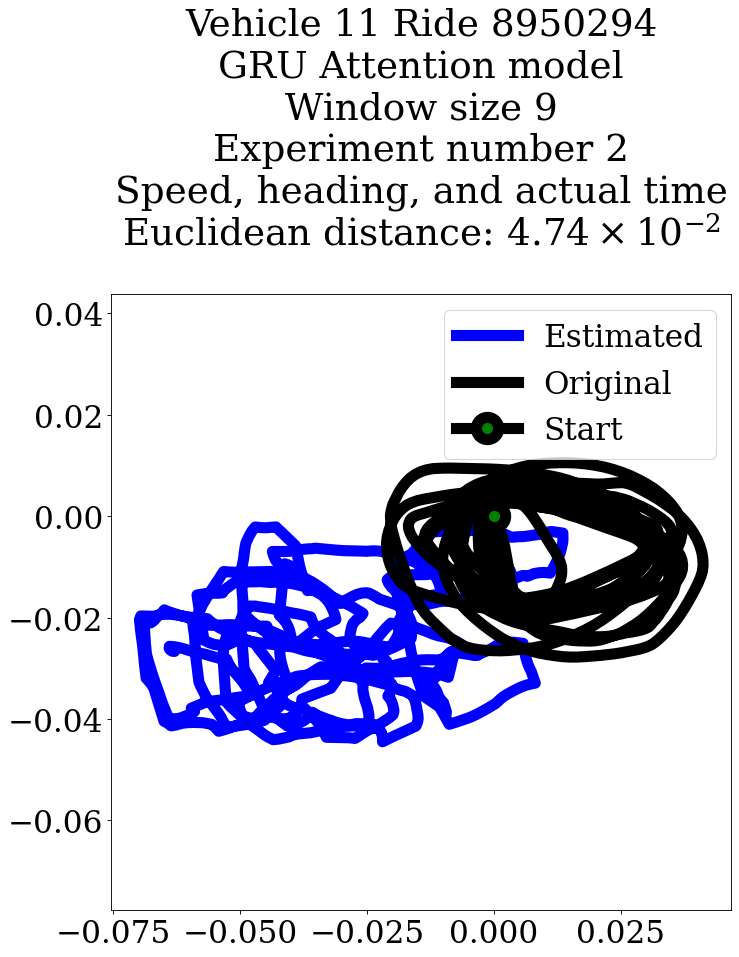 Vehicle 11 Ride 8950294
GRU Attention model
Window size 9
Experiment number 2
Speed, heading, and actual time
Euclidean distance: 4.74 × 10⁻²
Estimated
Original
Start
0.04
0.02
0.00
−0.02
−0.04
−0.06
−0.075 −0.050 −0.025 0.000 0.025